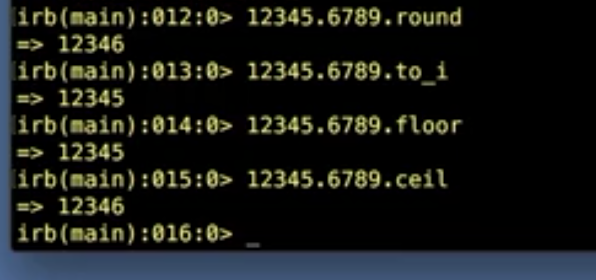 irb(main):012:0> 12345.6789.round
=> 12346
irb(main):013:0> 12345.6789.to_i
=> 12345
irb(main):014:0> 12345.6789.floor
=> 12345
irb(main):015:0> 12345.6789.ceil
=> 12346
irb(main):016:0> _